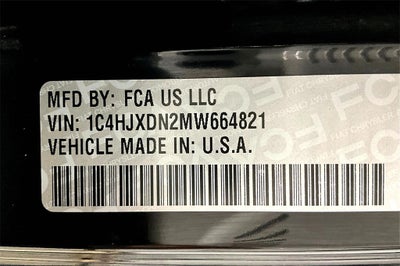 MFD BY: FCA US LLC
VIN: 1C4HJXDN2MW664821
VEHICLE MADE IN: U.S.A.